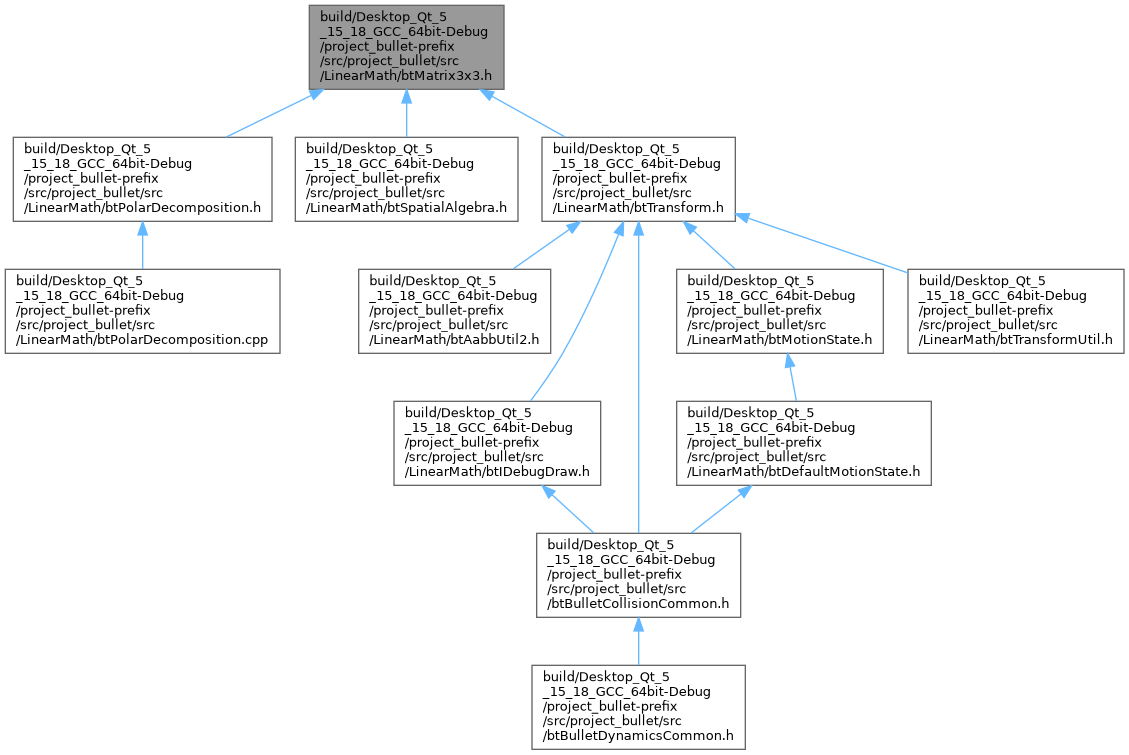 build/Desktop_Qt_5
_15_18_GCC_64bit-Debug
/project_bullet-prefix
/src/project_bullet/src
/LinearMath/btMatrix3x3.h
build/Desktop_Qt_5
_15_18_GCC_64bit-Debug
/project_bullet-prefix
/src/project_bullet/src
/LinearMath/btPolarDecomposition.h
build/Desktop_Qt_5
_15_18_GCC_64bit-Debug
/project_bullet-prefix
/src/project_bullet/src
/LinearMath/btSpatialAlgebra.h
build/Desktop_Qt_5
_15_18_GCC_64bit-Debug
/project_bullet-prefix
/src/project_bullet/src
/LinearMath/btTransform.h
build/Desktop_Qt_5
_15_18_GCC_64bit-Debug
/project_bullet-prefix
/src/project_bullet/src
/LinearMath/btPolarDecomposition.cpp
build/Desktop_Qt_5
_15_18_GCC_64bit-Debug
/project_bullet-prefix
/src/project_bullet/src
/LinearMath/btAabbUtil2.h
build/Desktop_Qt_5
_15_18_GCC_64bit-Debug
/project_bullet-prefix
/src/project_bullet/src
/LinearMath/btMotionState.h
build/Desktop_Qt_5
_15_18_GCC_64bit-Debug
/project_bullet-prefix
/src/project_bullet/src
/LinearMath/btTransformUtil.h
build/Desktop_Qt_5
_15_18_GCC_64bit-Debug
/project_bullet-prefix
/src/project_bullet/src
/LinearMath/btIDebugDraw.h
build/Desktop_Qt_5
_15_18_GCC_64bit-Debug
/project_bullet-prefix
/src/project_bullet/src
/LinearMath/btDefaultMotionState.h
build/Desktop_Qt_5
_15_18_GCC_64bit-Debug
/project_bullet-prefix
/src/project_bullet/src
/btBulletCollisionCommon.h
build/Desktop_Qt_5
_15_18_GCC_64bit-Debug
/project_bullet-prefix
/src/project_bullet/src
/btBulletDynamicsCommon.h